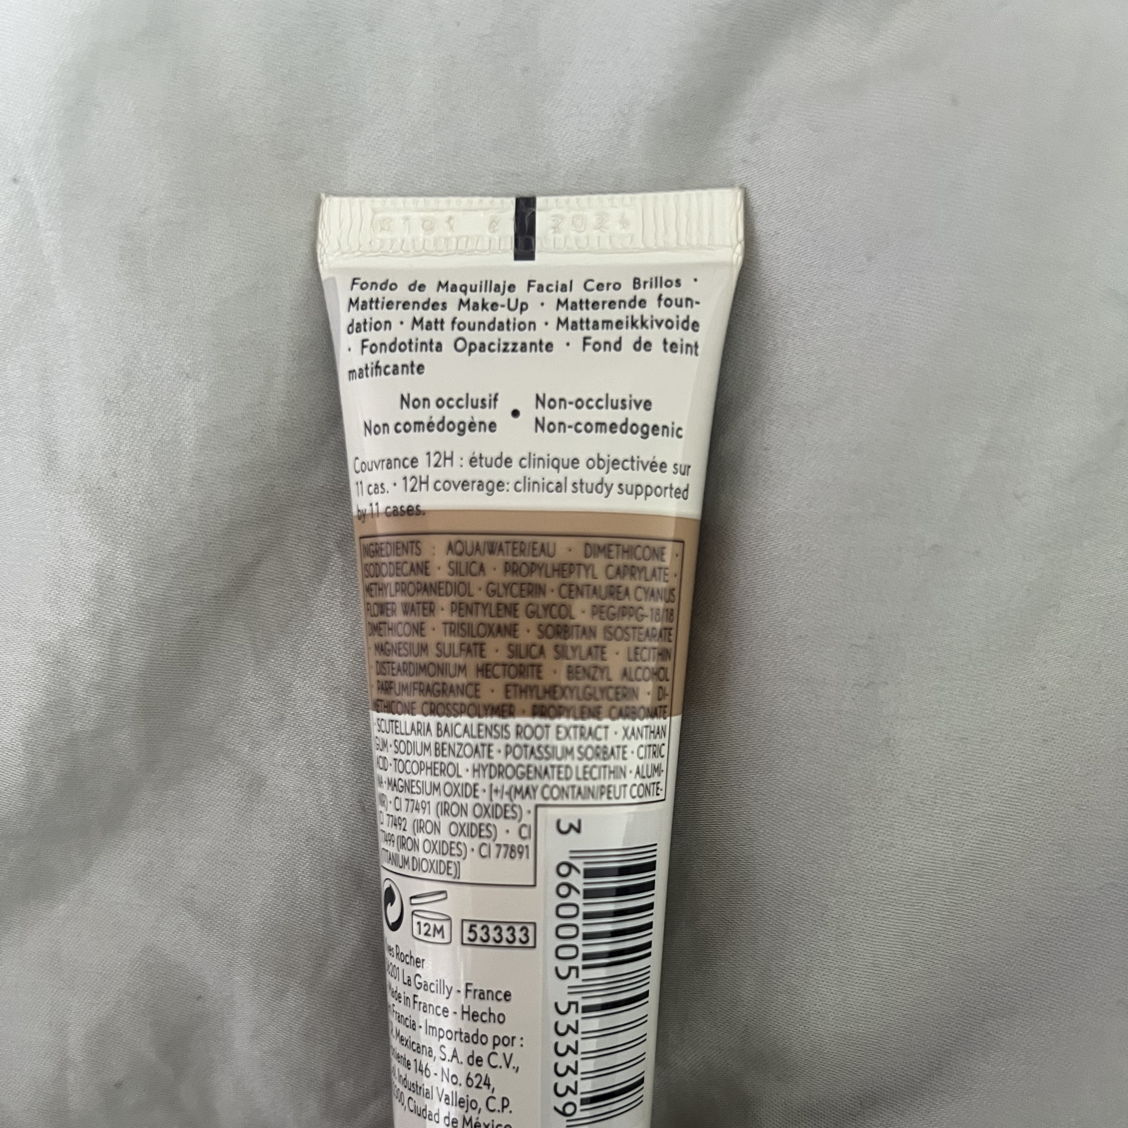 2024
Fondo de Maquillaje Facial Cero Brillos ·
Mattierendes Make-Up · Matterende foun-
dation · Matt foundation · Mattameikkivoide
· Fondotinta Opacizzante · Fond de teint
matificante
Non occlusif • Non-occlusive
Non comédogène Non-comedogenic
Couvrance 12H : étude clinique objectivée sur
11 cas. · 12H coverage: clinical study supported
by 11 cases.
INGREDIENTS : AQUA/WATER/EAU · DIMETHICONE ·
ISODODECANE · SILICA · PROPYLHEPTYL CAPRYLATE ·
METHYLPROPANEDIOL · GLYCERIN · CENTAUREA CYANUS
FLOWER WATER · PENTYLENE GLYCOL · PEG/PPG-18/18
DIMETHICONE · TRISILOXANE · SORBITAN ISOSTEARATE
· MAGNESIUM SULFATE · SILICA SILYLATE · LECITHIN
· DISTEARDIMONIUM HECTORITE · BENZYL ALCOHOL
· PARFUM/FRAGRANCE · ETHYLHEXYLGLYCERIN · DI-
METHICONE CROSSPOLYMER · PROPYLENE CARBONATE
· SCUTELLARIA BAICALENSIS ROOT EXTRACT · XANTHAN
GUM · SODIUM BENZOATE · POTASSIUM SORBATE · CITRIC
ACID · TOCOPHEROL · HYDROGENATED LECITHIN · ALUMI-
NA · MAGNESIUM OXIDE · [+/-(MAY CONTAIN/PEUT CONTE-
NIR) · CI 77491 (IRON OXIDES) ·
CI 77492 (IRON OXIDES) · CI
77499 (IRON OXIDES) · CI 77891
(TITANIUM DIOXIDE)]
12M 53333
es Rocher
6201 La Gacilly - France
Made in France - Hecho
Francia - Importado por :
Mexicana, S.A. de C.V.,
146 - No. 624,
Industrial Vallejo, C.P.
Ciudad de México
3 660005 533339